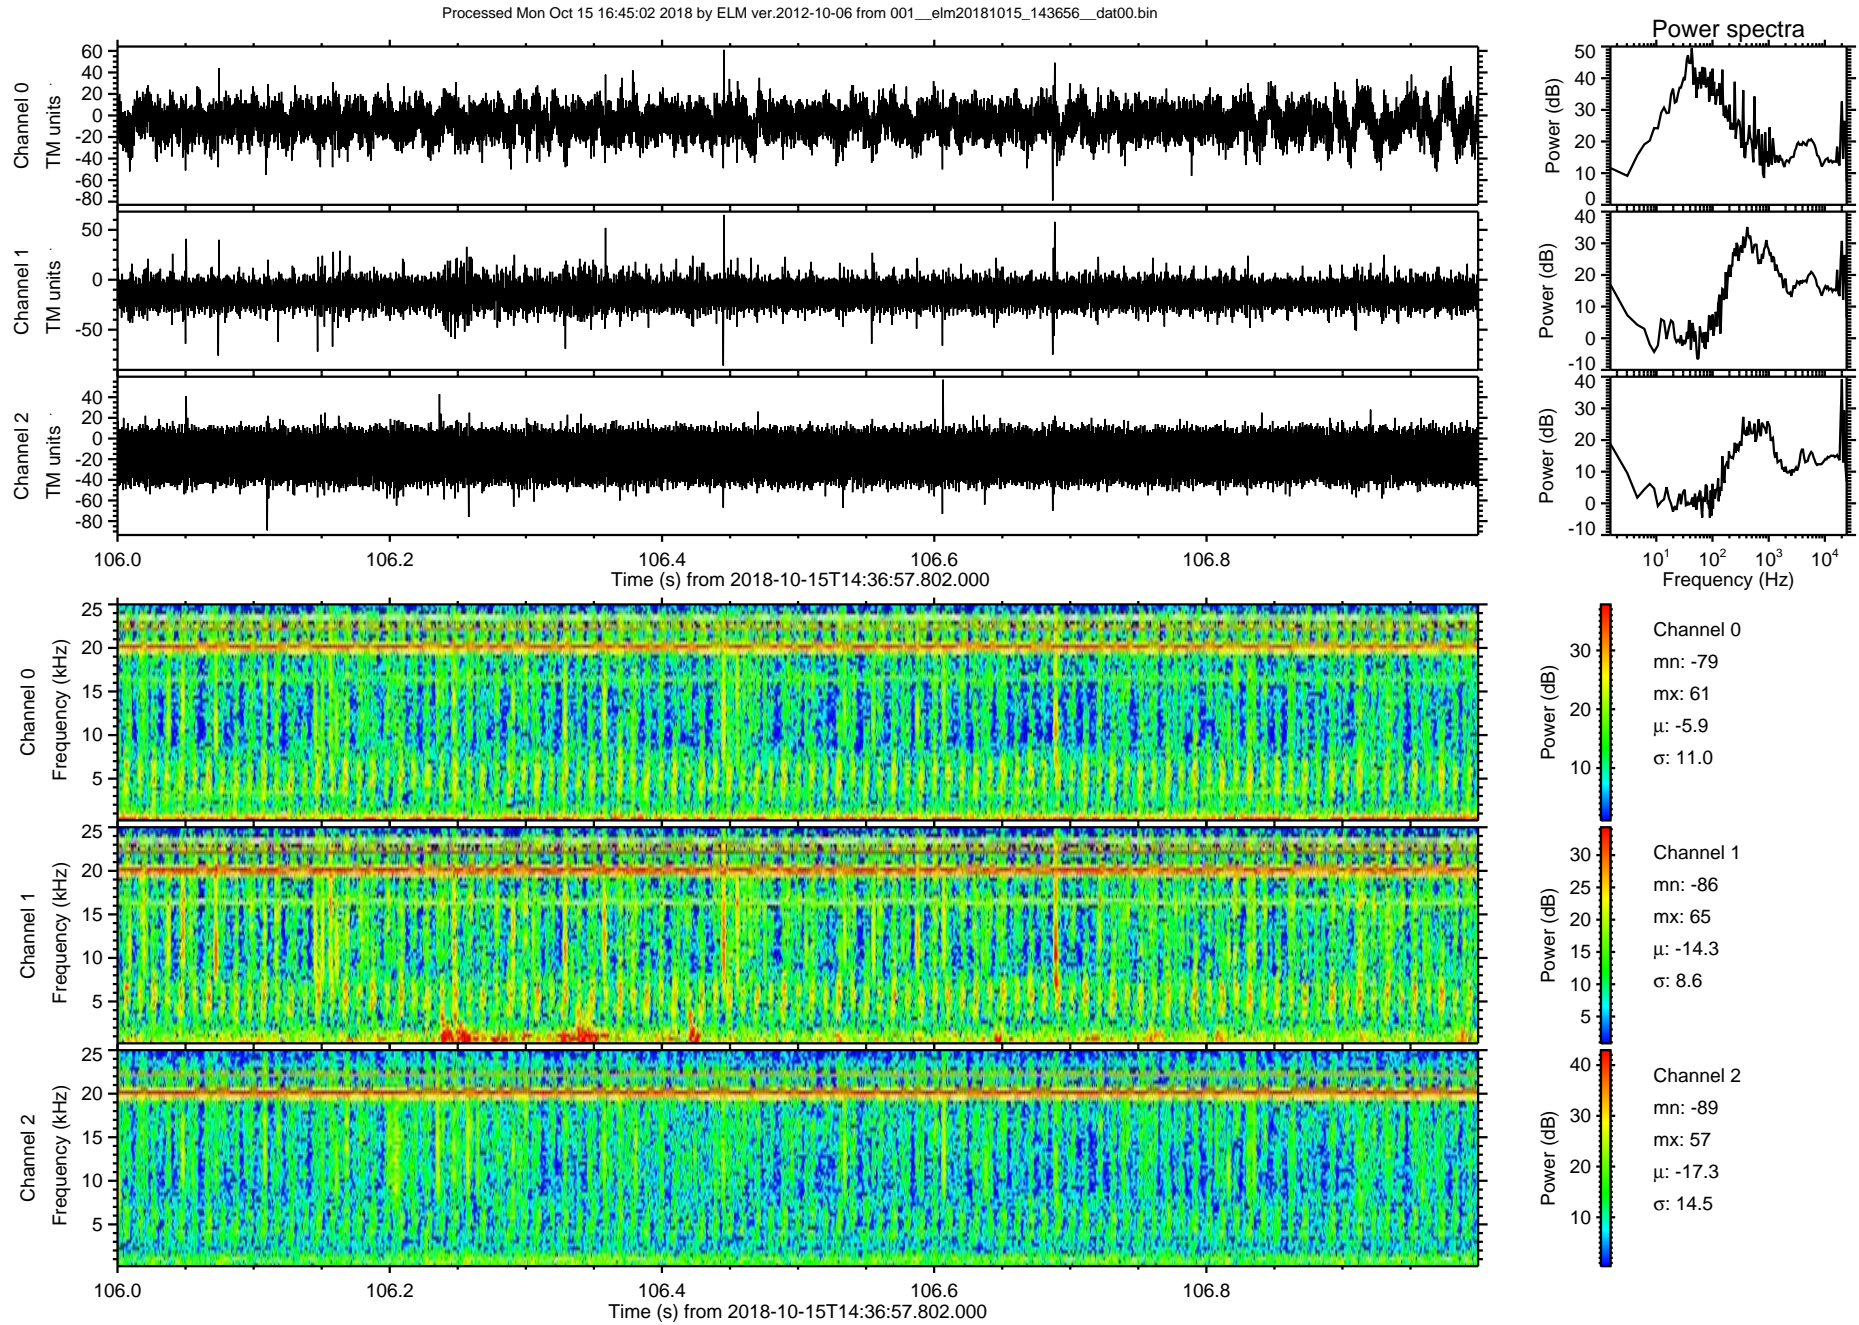 Processed Mon Oct 15 16:45:02 2018 by ELM ver.2012-10-06 from 001__elm20181015_143656__dat00.bin
Power spectra
Channel 0
TM units
60
40
20
0
-20
-40
-60
-80
Power (dB)
50
40
30
20
10
0
Channel 1
TM units
50
0
-50
Power (dB)
40
30
20
10
0
-10
Channel 2
TM units
40
20
0
-20
-40
-60
-80
Power (dB)
40
30
20
10
0
-10
106.0 106.2 106.4 106.6 106.8
Time (s) from 2018-10-15T14:36:57.802.000
10¹ 10² 10³ 10⁴
Frequency (Hz)
Channel 0
Frequency (kHz)
25
20
15
10
5
Power (dB)
30
20
10
Channel 0
mn: -79
mx: 61
μ: -5.9
σ: 11.0
Channel 1
Frequency (kHz)
25
20
15
10
5
Power (dB)
30
25
20
15
10
5
Channel 1
mn: -86
mx: 65
μ: -14.3
σ: 8.6
Channel 2
Frequency (kHz)
25
20
15
10
5
Power (dB)
40
30
20
10
Channel 2
mn: -89
mx: 57
μ: -17.3
σ: 14.5
106.0 106.2 106.4 106.6 106.8
Time (s) from 2018-10-15T14:36:57.802.000